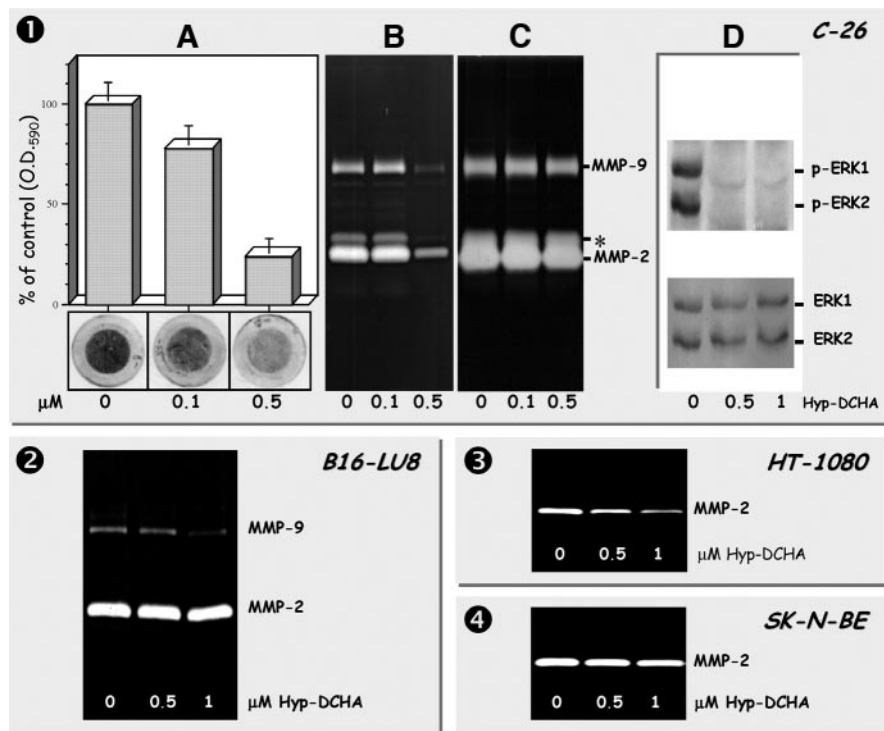 1
A B C D C-26
% of control (O.D.590)
100
50
0
MMP-9
*
MMP-2
p-ERK1
p-ERK2
ERK1
ERK2
μM 0 0.1 0.5 0 0.1 0.5 0 0.1 0.5 0 0.5 1 Hyp-DCHA
2 B16-LU8
MMP-9
MMP-2
0 0.5 1 μM Hyp-DCHA
3 HT-1080
MMP-2
0 0.5 1 μM Hyp-DCHA
4 SK-N-BE
MMP-2
0 0.5 1 μM Hyp-DCHA